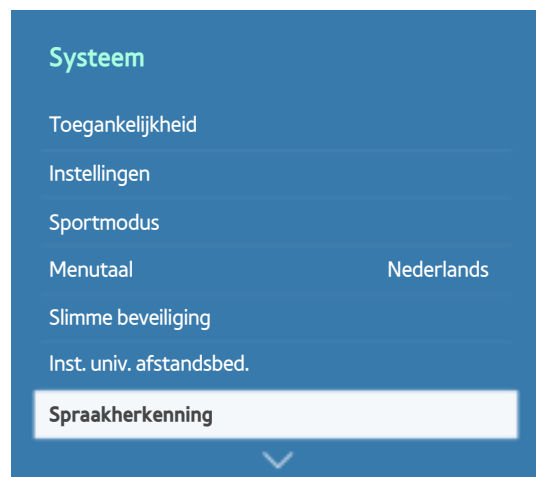 Systeem
Toegankelijkheid
Instellingen
Sportmodus
Menutaal Nederlands
Slimme beveiliging
Inst. univ. afstandsbed.
Spraakherkenning